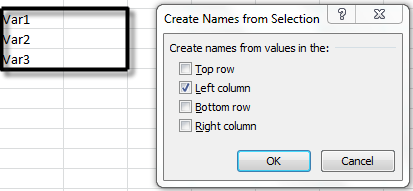 Var1
Var2
Var3
Create Names from Selection
?
Create names from values in the:
Top row
Left column
Bottom row
Right column
OK
Cancel